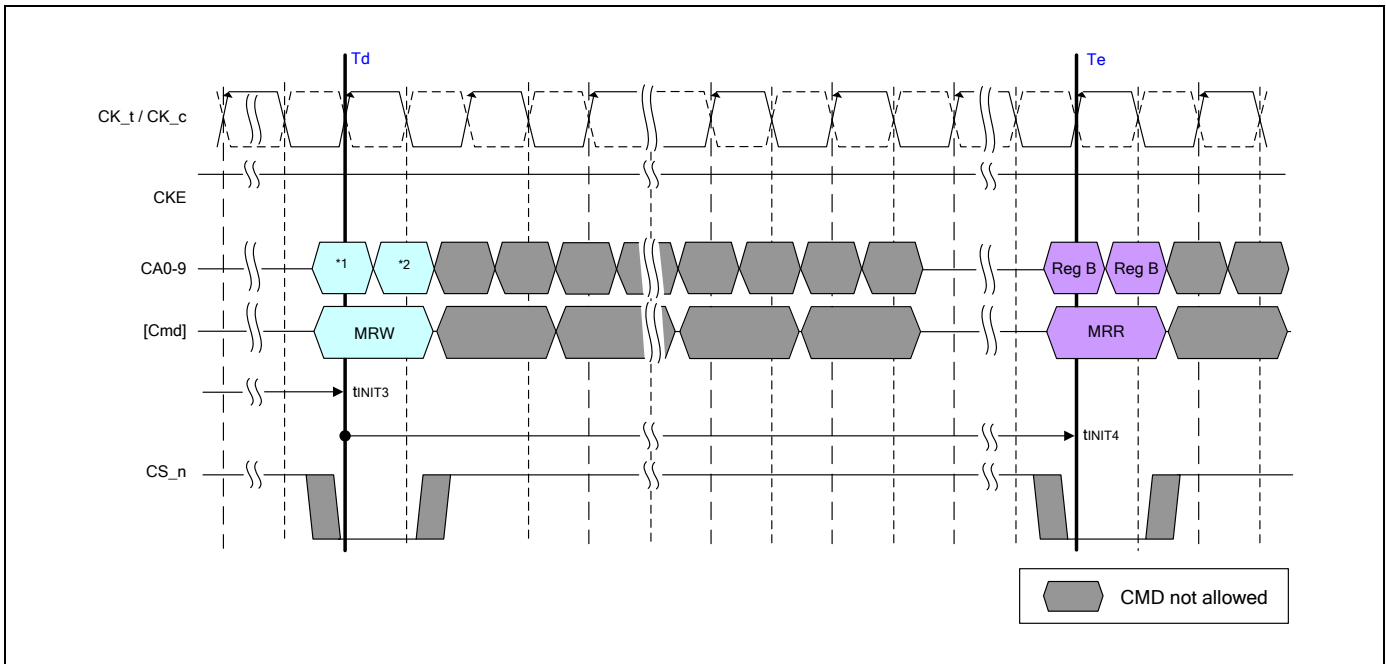 Td
Te
CK_t / CK_c
CKE
CA0-9
*1
*2
Reg B
Reg B
[Cmd]
MRW
MRR
tINIT3
tINIT4
CS_n
CMD not allowed